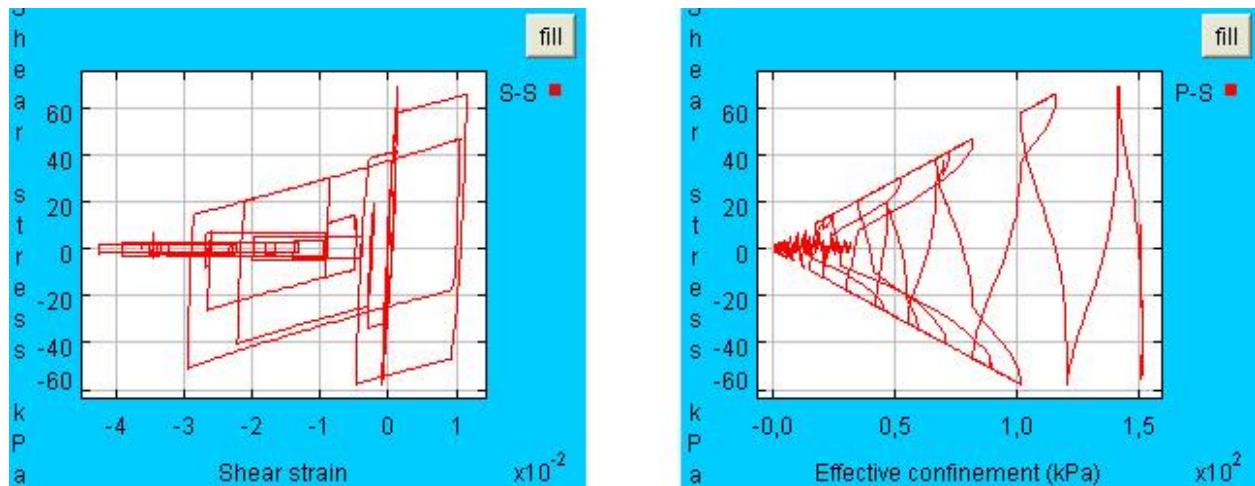 Shear stress kPa
fill
S-S
60
40
20
0
-20
-40
-60
-4 -3 -2 -1 0 1
Shear strain x10-2
Shear stress kPa
fill
P-S
60
40
20
0
-20
-40
-60
-0,0 0,5 1,0 1,5
Effective confinement (kPa) x10 2